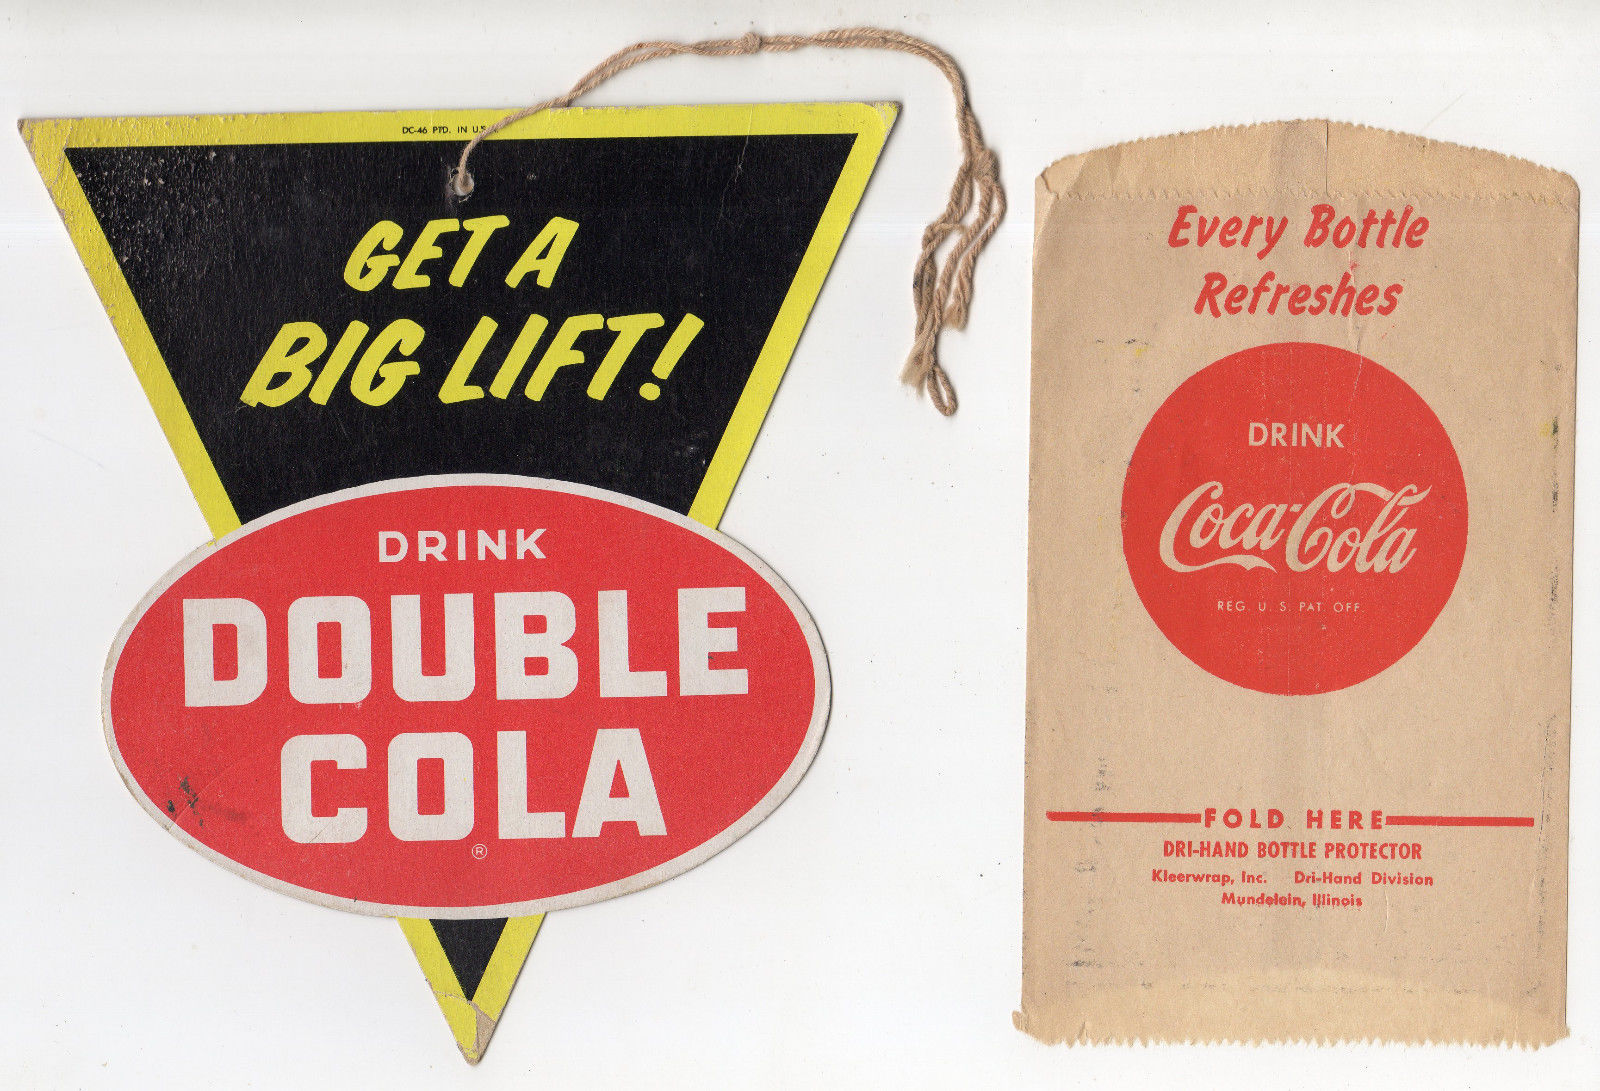 DC-46 PTD. IN U.S.
GET A
BIG LIFT!
DRINK
DOUBLE
COLA
®
Every Bottle
Refreshes
DRINK
Coca-Cola
REG. U. S. PAT. OFF.
FOLD HERE
DRI-HAND BOTTLE PROTECTOR
Kleerwrap, Inc. Dri-Hand Division
Mundelein, Illinois